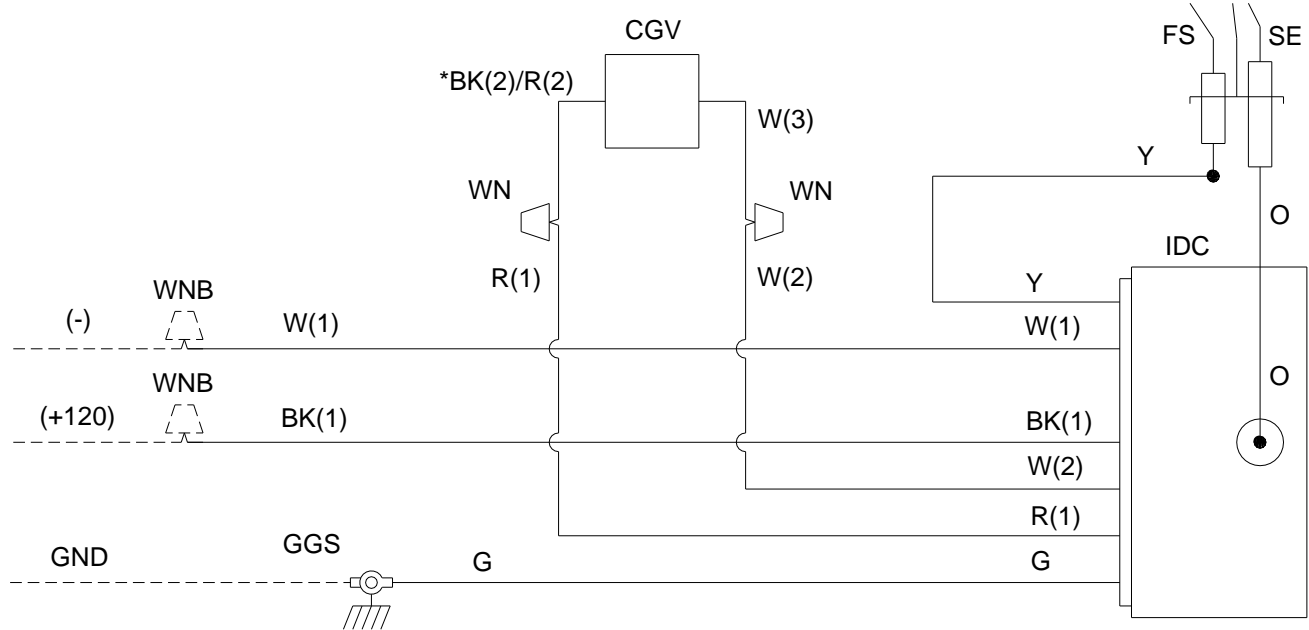 CGV
FS
SE
*BK(2)/R(2)
W(3)
Y
WN
WN
O
IDC
R(1)
W(2)
Y
WNB
(-)
W(1)
W(1)
WNB
O
(+120)
BK(1)
BK(1)
W(2)
R(1)
GND
GGS
G
G